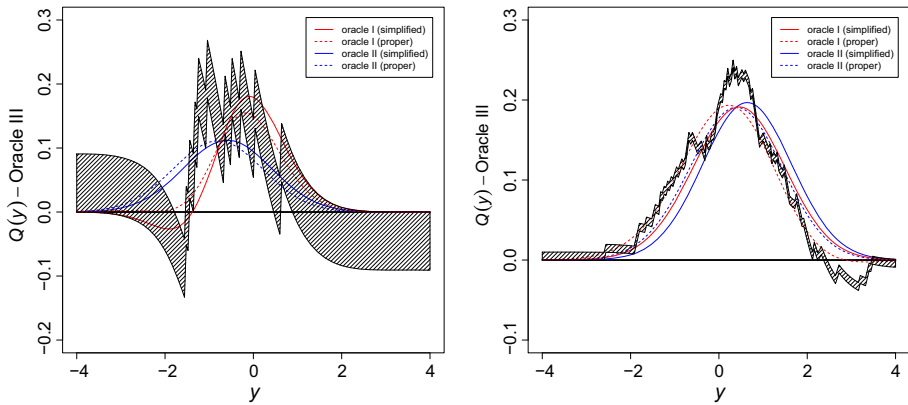 0.3
0.2
0.1
0.0
−0.1
−0.2
Q(y) − Oracle III
−4
−2
0
2
4
y
oracle I (simplified)
oracle I (proper)
oracle II (simplified)
oracle II (proper)
0.3
0.2
0.1
0.0
−0.1
Q(y) − Oracle III
−4
−2
0
2
4
y
oracle I (simplified)
oracle I (proper)
oracle II (simplified)
oracle II (proper)